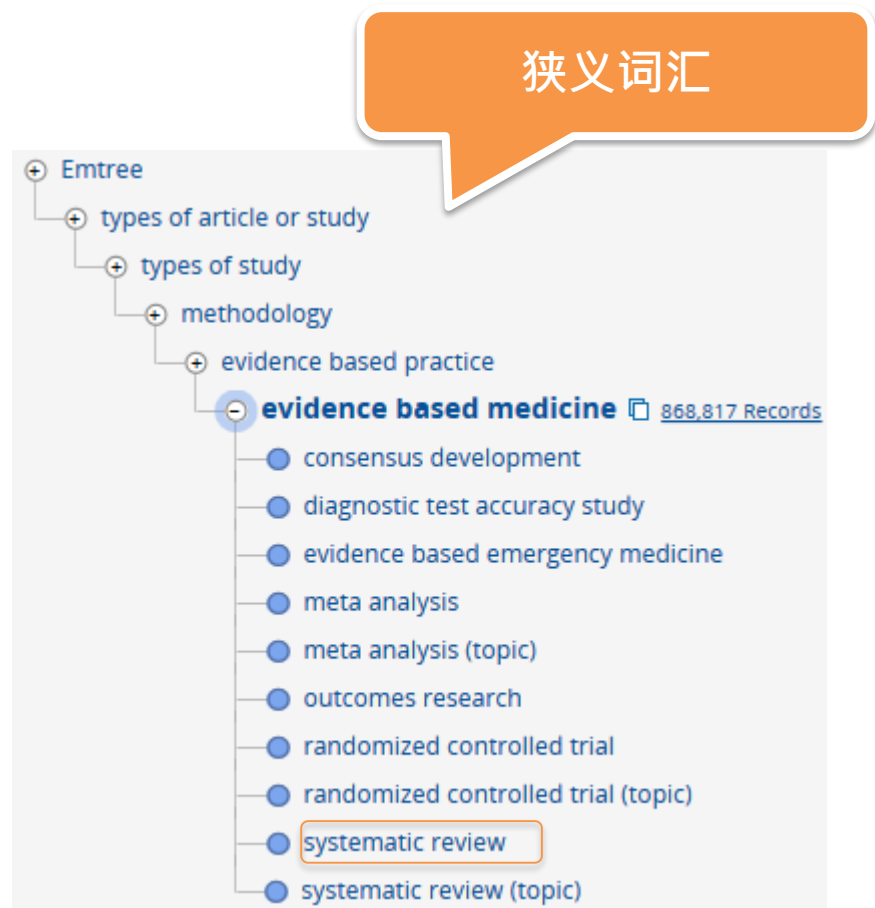 狭义词汇
Emtree
types of article or study
types of study
methodology
evidence based practice
evidence based medicine 868,817 Records
consensus development
diagnostic test accuracy study
evidence based emergency medicine
meta analysis
meta analysis (topic)
outcomes research
randomized controlled trial
randomized controlled trial (topic)
systematic review
systematic review (topic)